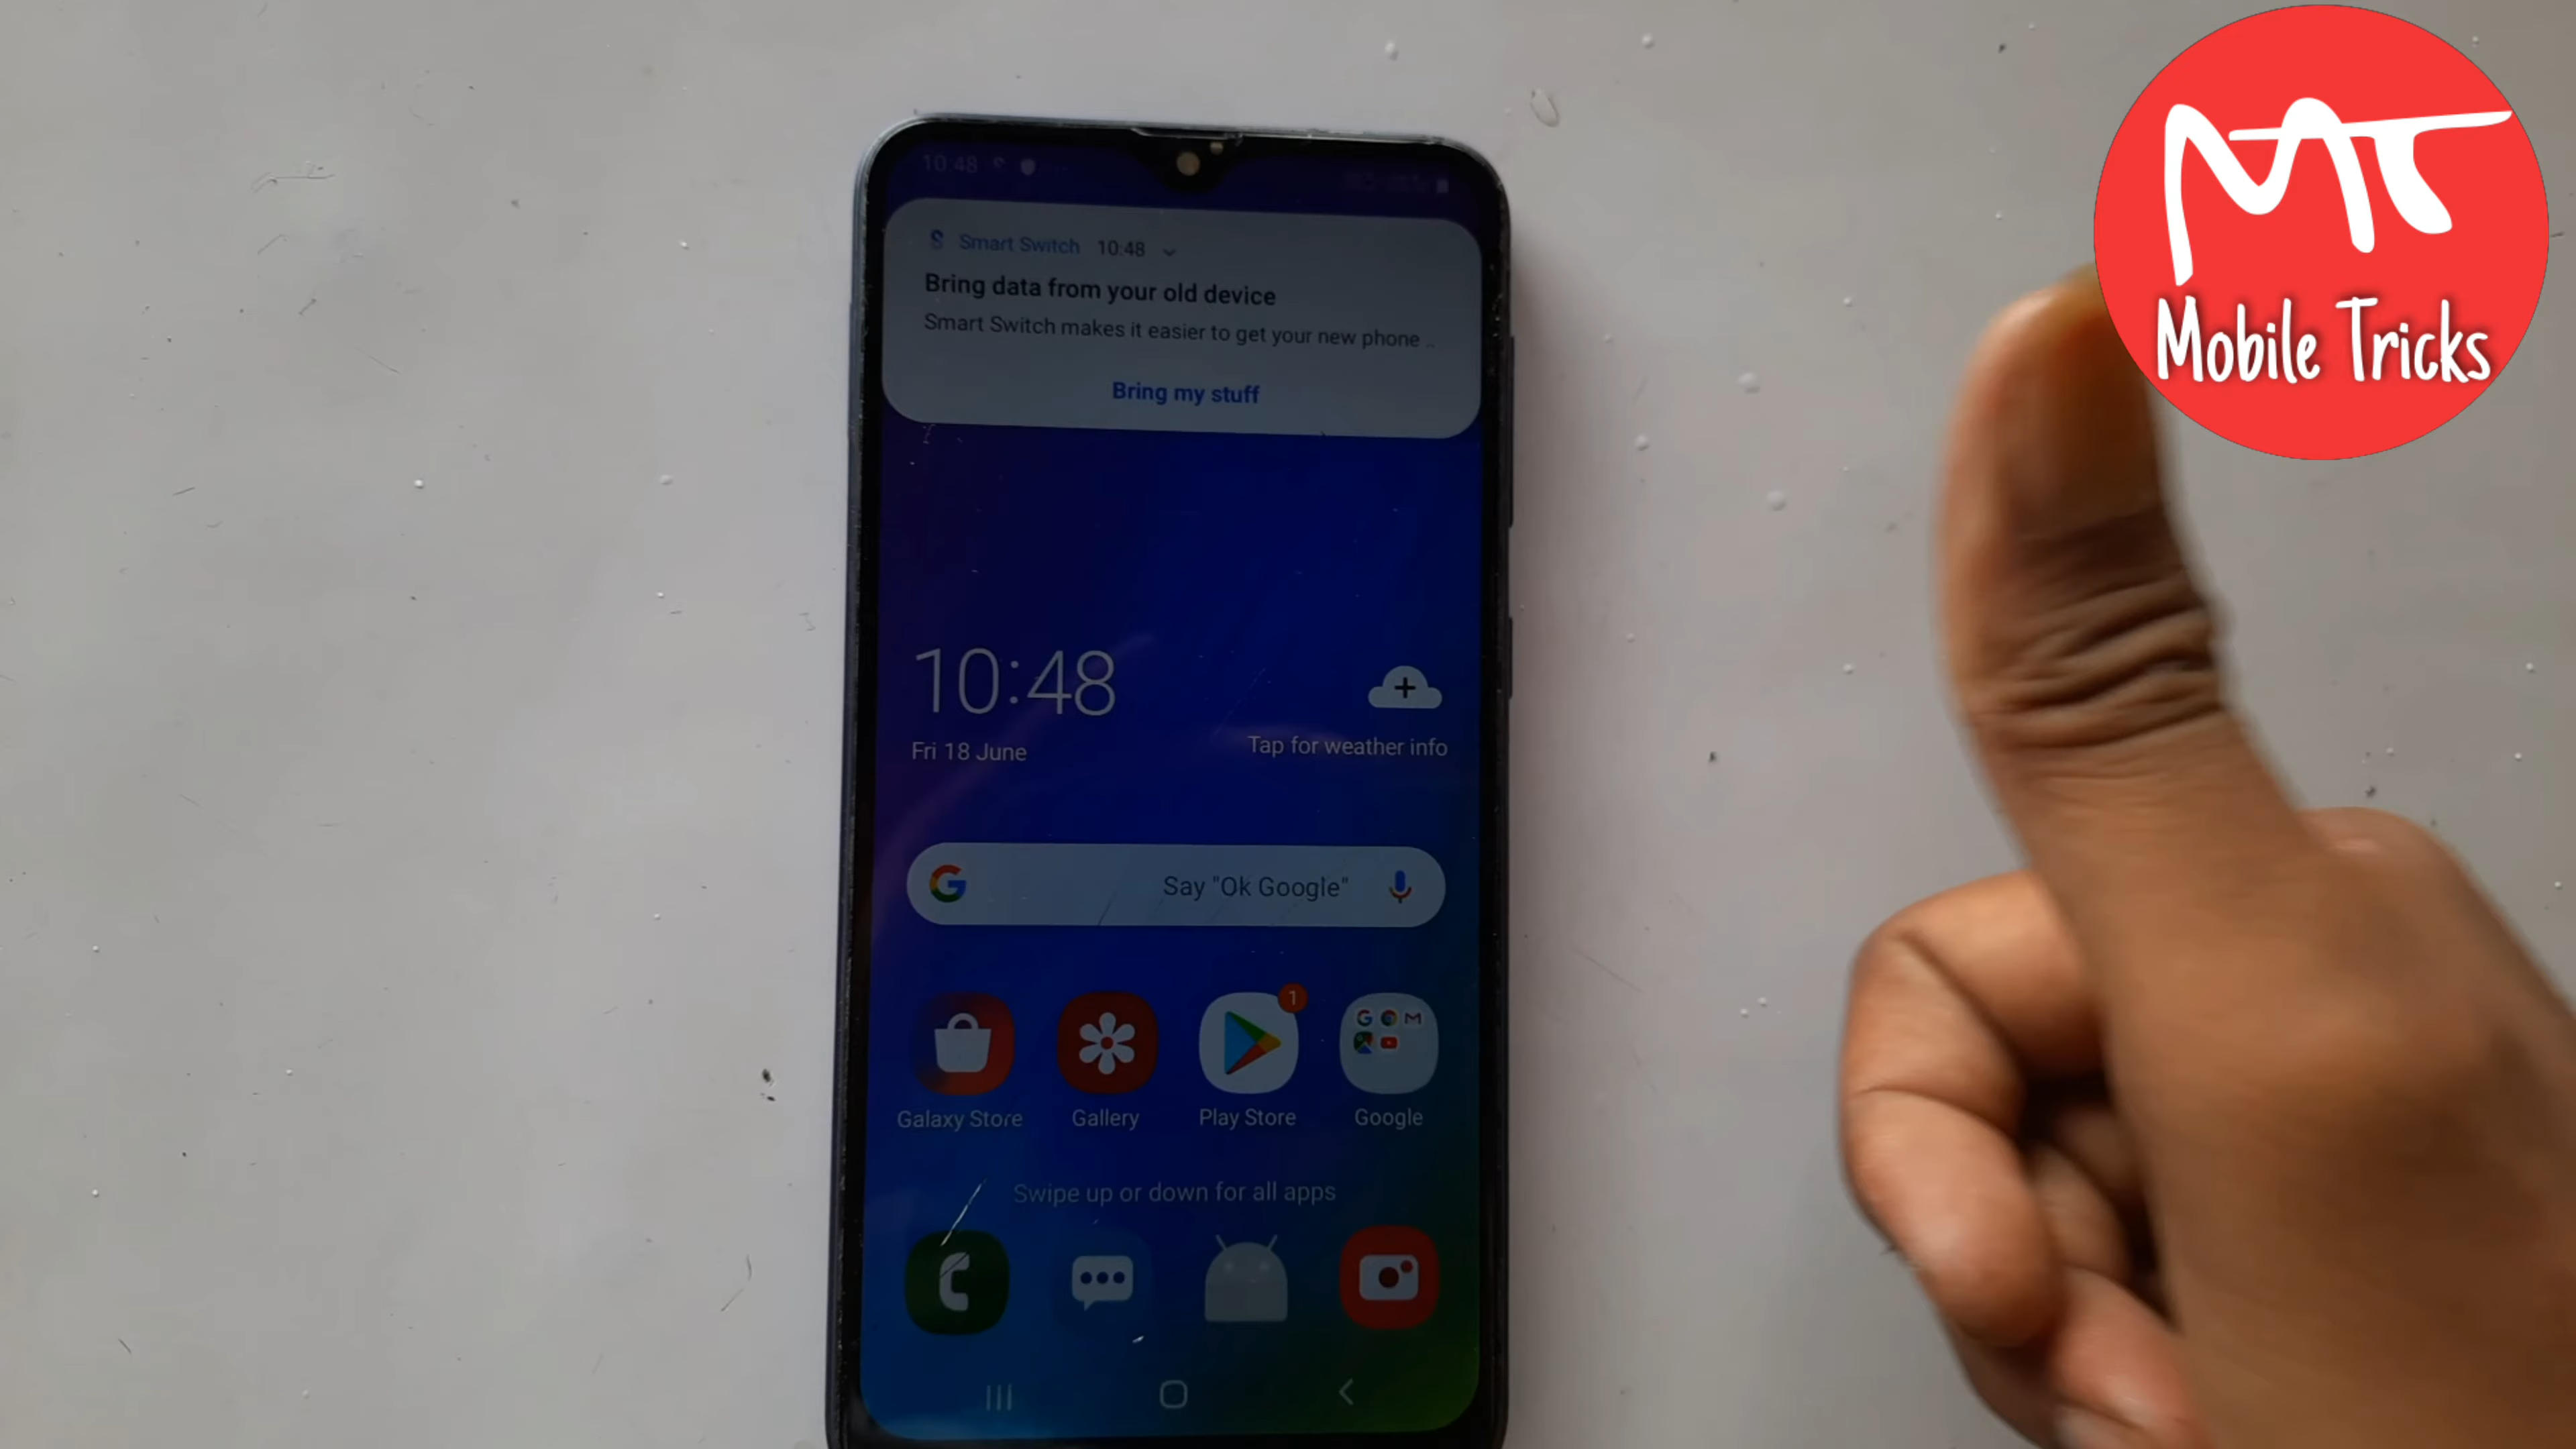 MT
Mobile Tricks
10:48
Smart Switch 10:48
Bring data from your old device
Smart Switch makes it easier to get your new phone ..
Bring my stuff
10:48
Fri 18 June
Tap for weather info
G Say "Ok Google"
1
G M
Galaxy Store Gallery Play Store Google
Swipe up or down for all apps